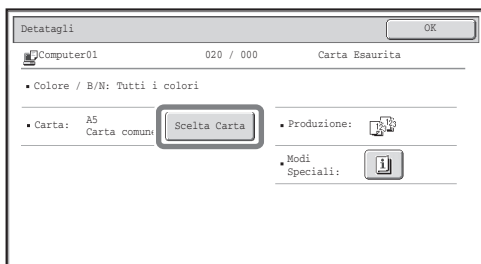 Detatagli
OK
Computer01 020 / 000 Carta Esaurita
Colore / B/N: Tutti i colori
Carta: A5
Carta comune
Scelta Carta
Produzione:
Modi
Speciali: